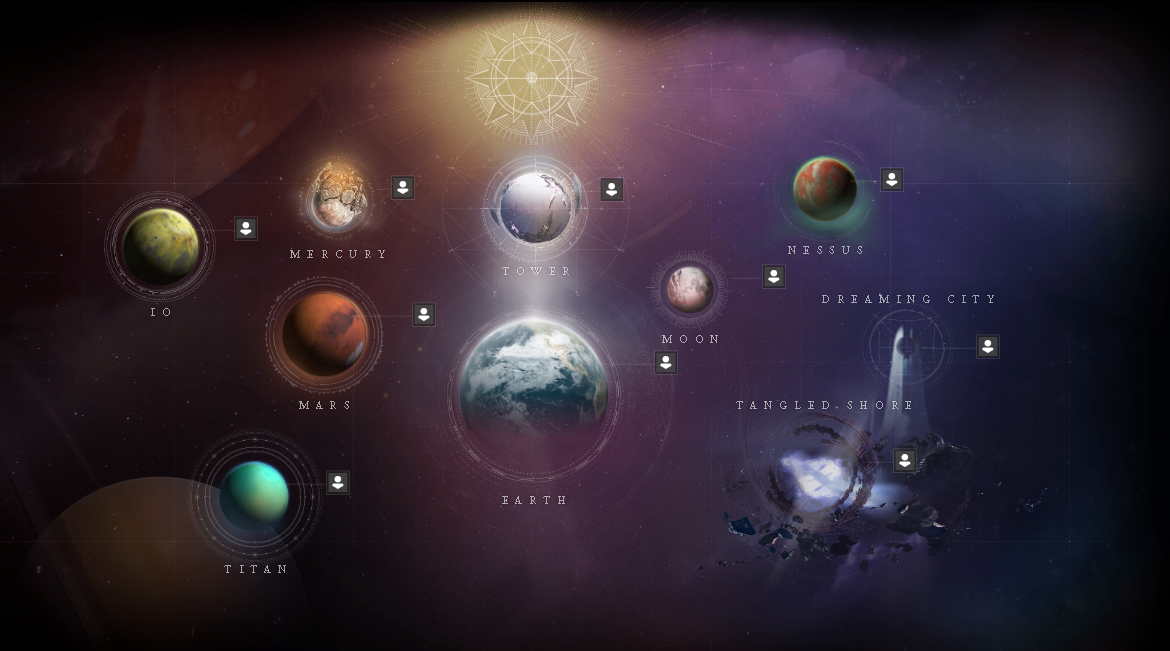 MERCURY
NESSUS
TOWER
DREAMING CITY
IO
MOON
MARS
TANGLED SHORE
EARTH
TITAN